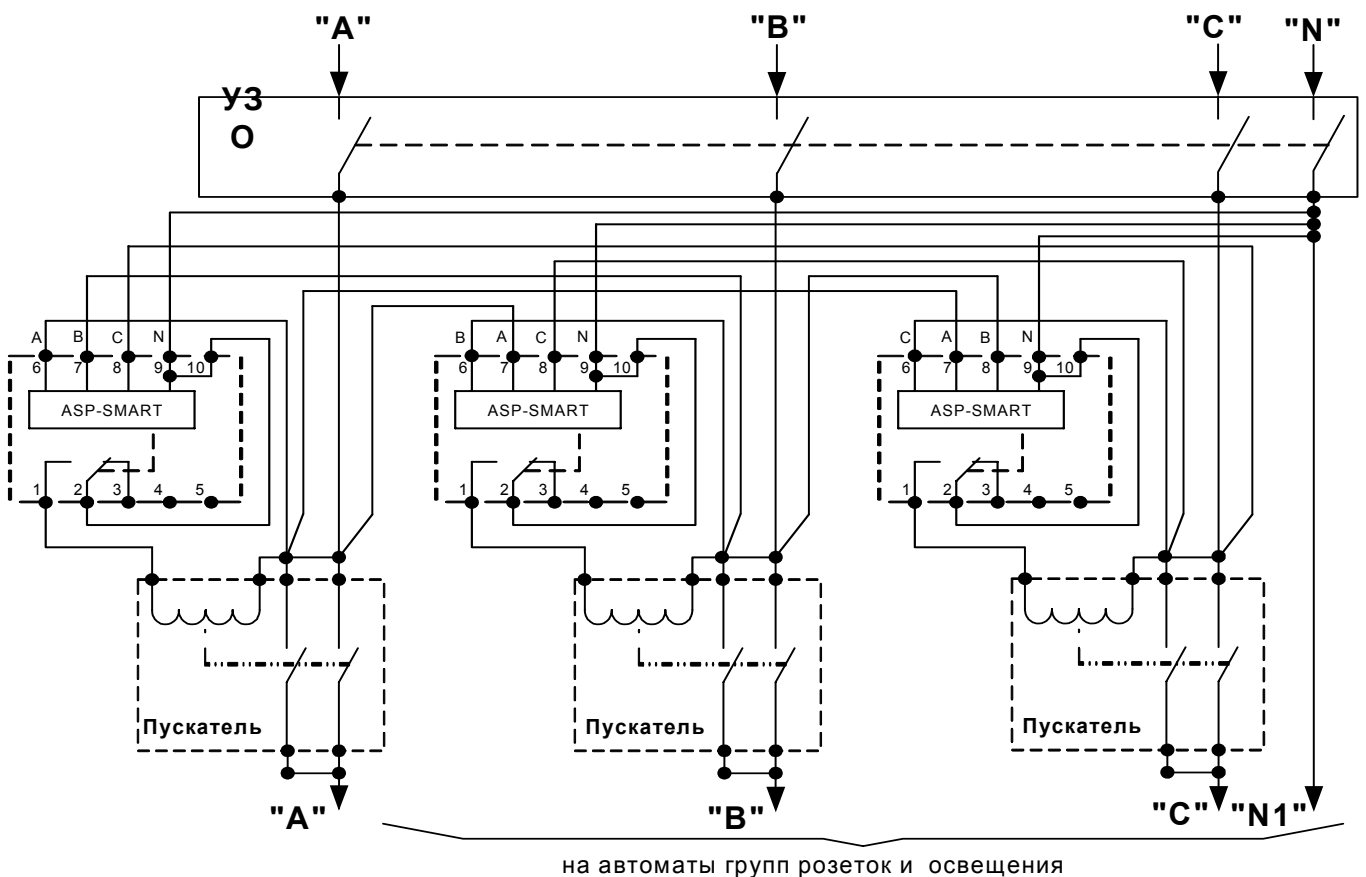 "A" "B" "C" "N"
УЗ
О
A B C N
6 7 8 9 10
ASP-SMART
1 2 3 4 5
B A C N
6 7 8 9 10
ASP-SMART
1 2 3 4 5
C A B N
6 7 8 9 10
ASP-SMART
1 2 3 4 5
Пускатель Пускатель Пускатель
"A" "B" "C" "N1"
на автоматы групп розеток и освещения